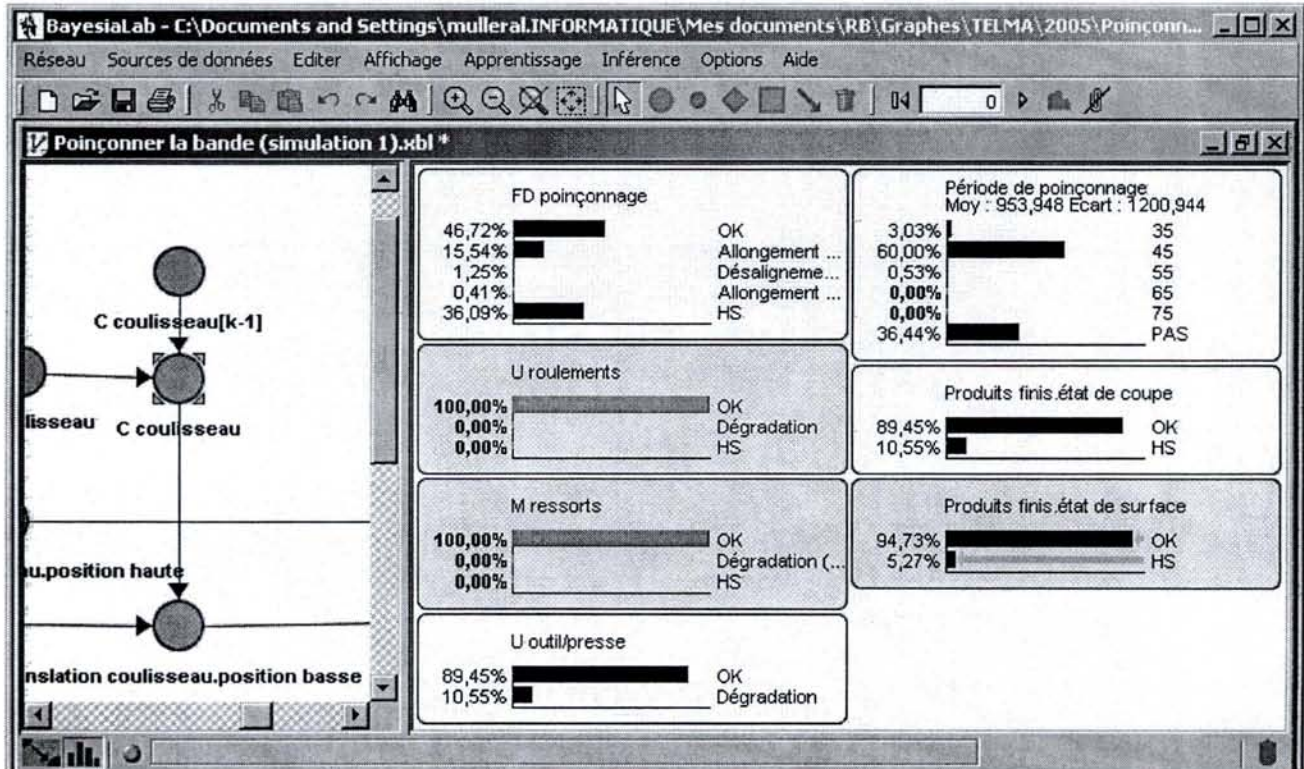 BayesiaLab - C:\Documents and Settings\mulleral.INFORMATIQUE\Mes documents\RB\Graphes\TELMA\2005\Poinçonn...
Réseau Sources de données Editer Affichage Apprentissage Inférence Options Aide
0
Poinçonner la bande (simulation 1).xbl *
C coulisseau[k-1]
lisseau
C coulisseau
au.position haute
nslation coulisseau.position basse
FD poinçonnage
46,72% OK
15,54% Allongement ...
1,25% Désaligneme...
0,41% Allongement ...
36,09% HS
U roulements
100,00% OK
0,00% Dégradation
0,00% HS
M ressorts
100,00% OK
0,00% Dégradation (...
0,00% HS
U outil/presse
89,45% OK
10,55% Dégradation
Période de poinçonnage
Moy : 953,948 Ecart : 1200,944
3,03% 35
60,00% 45
0,53% 55
0,00% 65
0,00% 75
36,44% PAS
Produits finis.état de coupe
89,45% OK
10,55% HS
Produits finis.état de surface
94,73% OK
5,27% HS